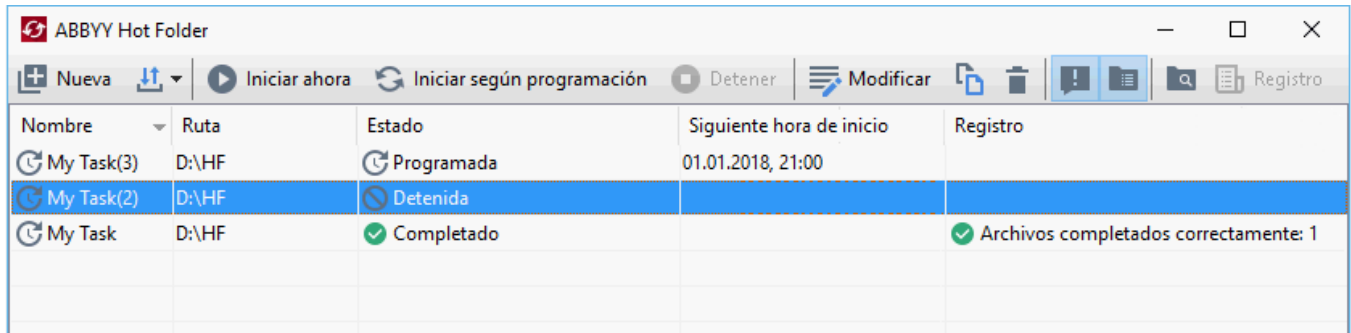 ABBYY Hot Folder
Nueva Iniciar ahora Iniciar según programación Detener Modificar Registro
Nombre Ruta Estado Siguiente hora de inicio Registro
My Task(3) D:\HF Programada 01.01.2018, 21:00
My Task(2) D:\HF Detenida
My Task D:\HF Completado Archivos completados correctamente: 1